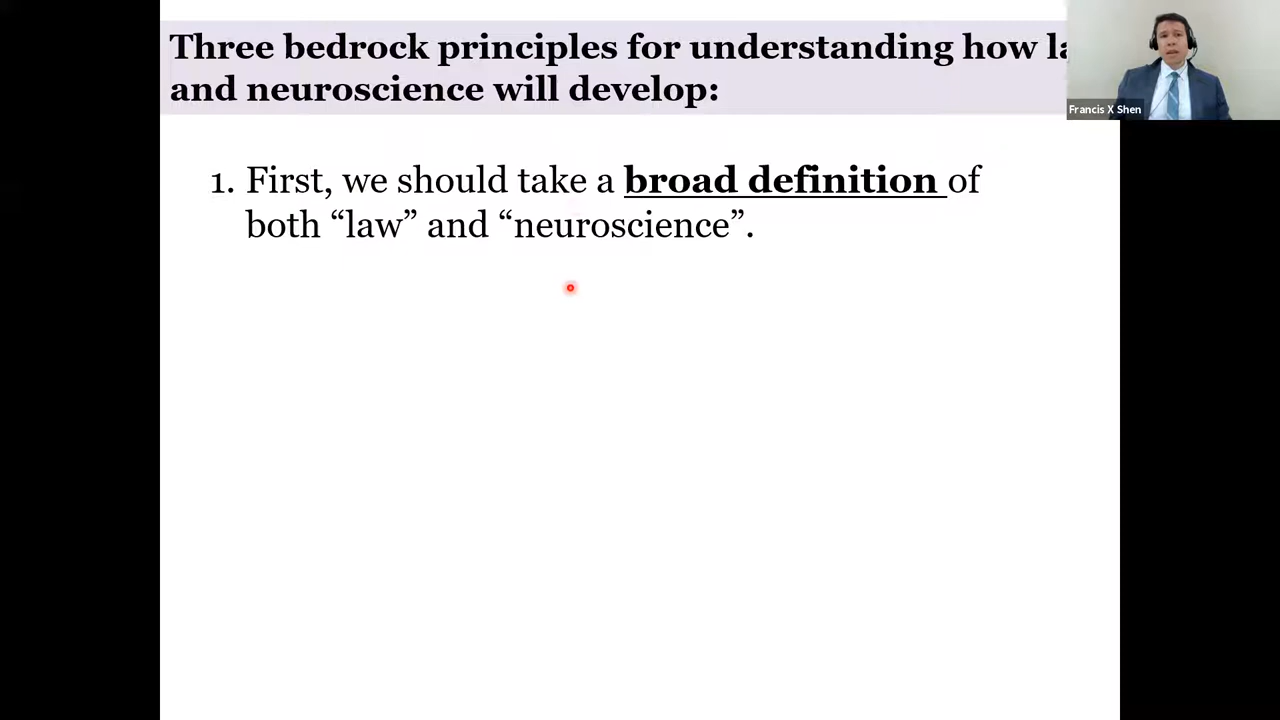 Three bedrock principles for understanding how la
and neuroscience will develop:
Francis X Shen
1. First, we should take a broad definition of
both “law” and “neuroscience”.